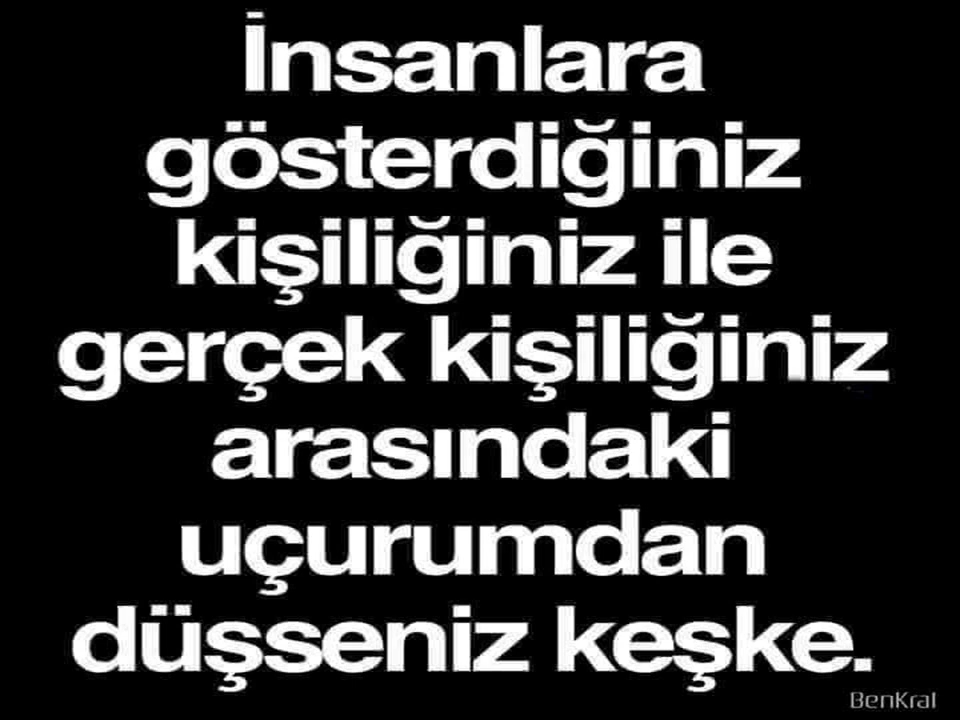 İnsanlara
gösterdiğiniz
kişiliğiniz ile
gerçek kişiliğiniz
arasındaki
uçurumdan
düşseniz keşke.
BenKral